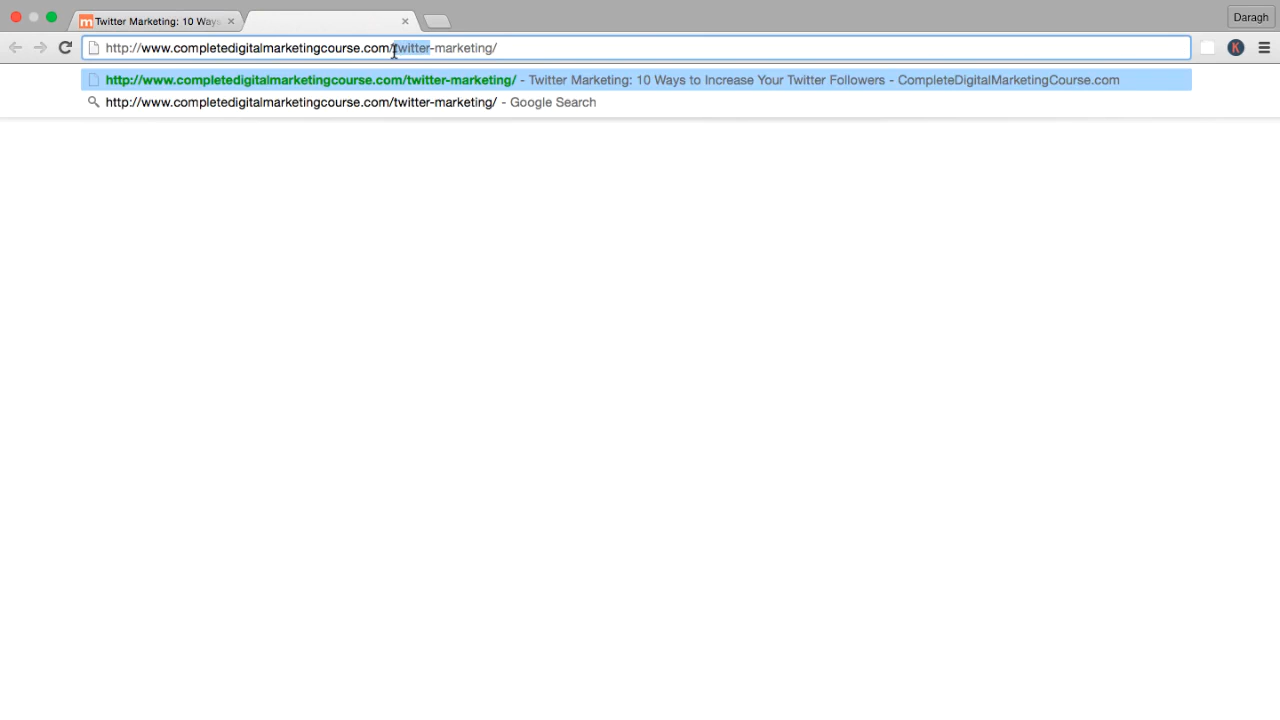 Twitter Marketing: 10 Ways
Daragh
http://www.completedigitalmarketingcourse.com/twitter-marketing/
K
http://www.completedigitalmarketingcourse.com/twitter-marketing/ - Twitter Marketing: 10 Ways to Increase Your Twitter Followers - CompleteDigitalMarketingCourse.com
http://www.completedigitalmarketingcourse.com/twitter-marketing/ - Google Search